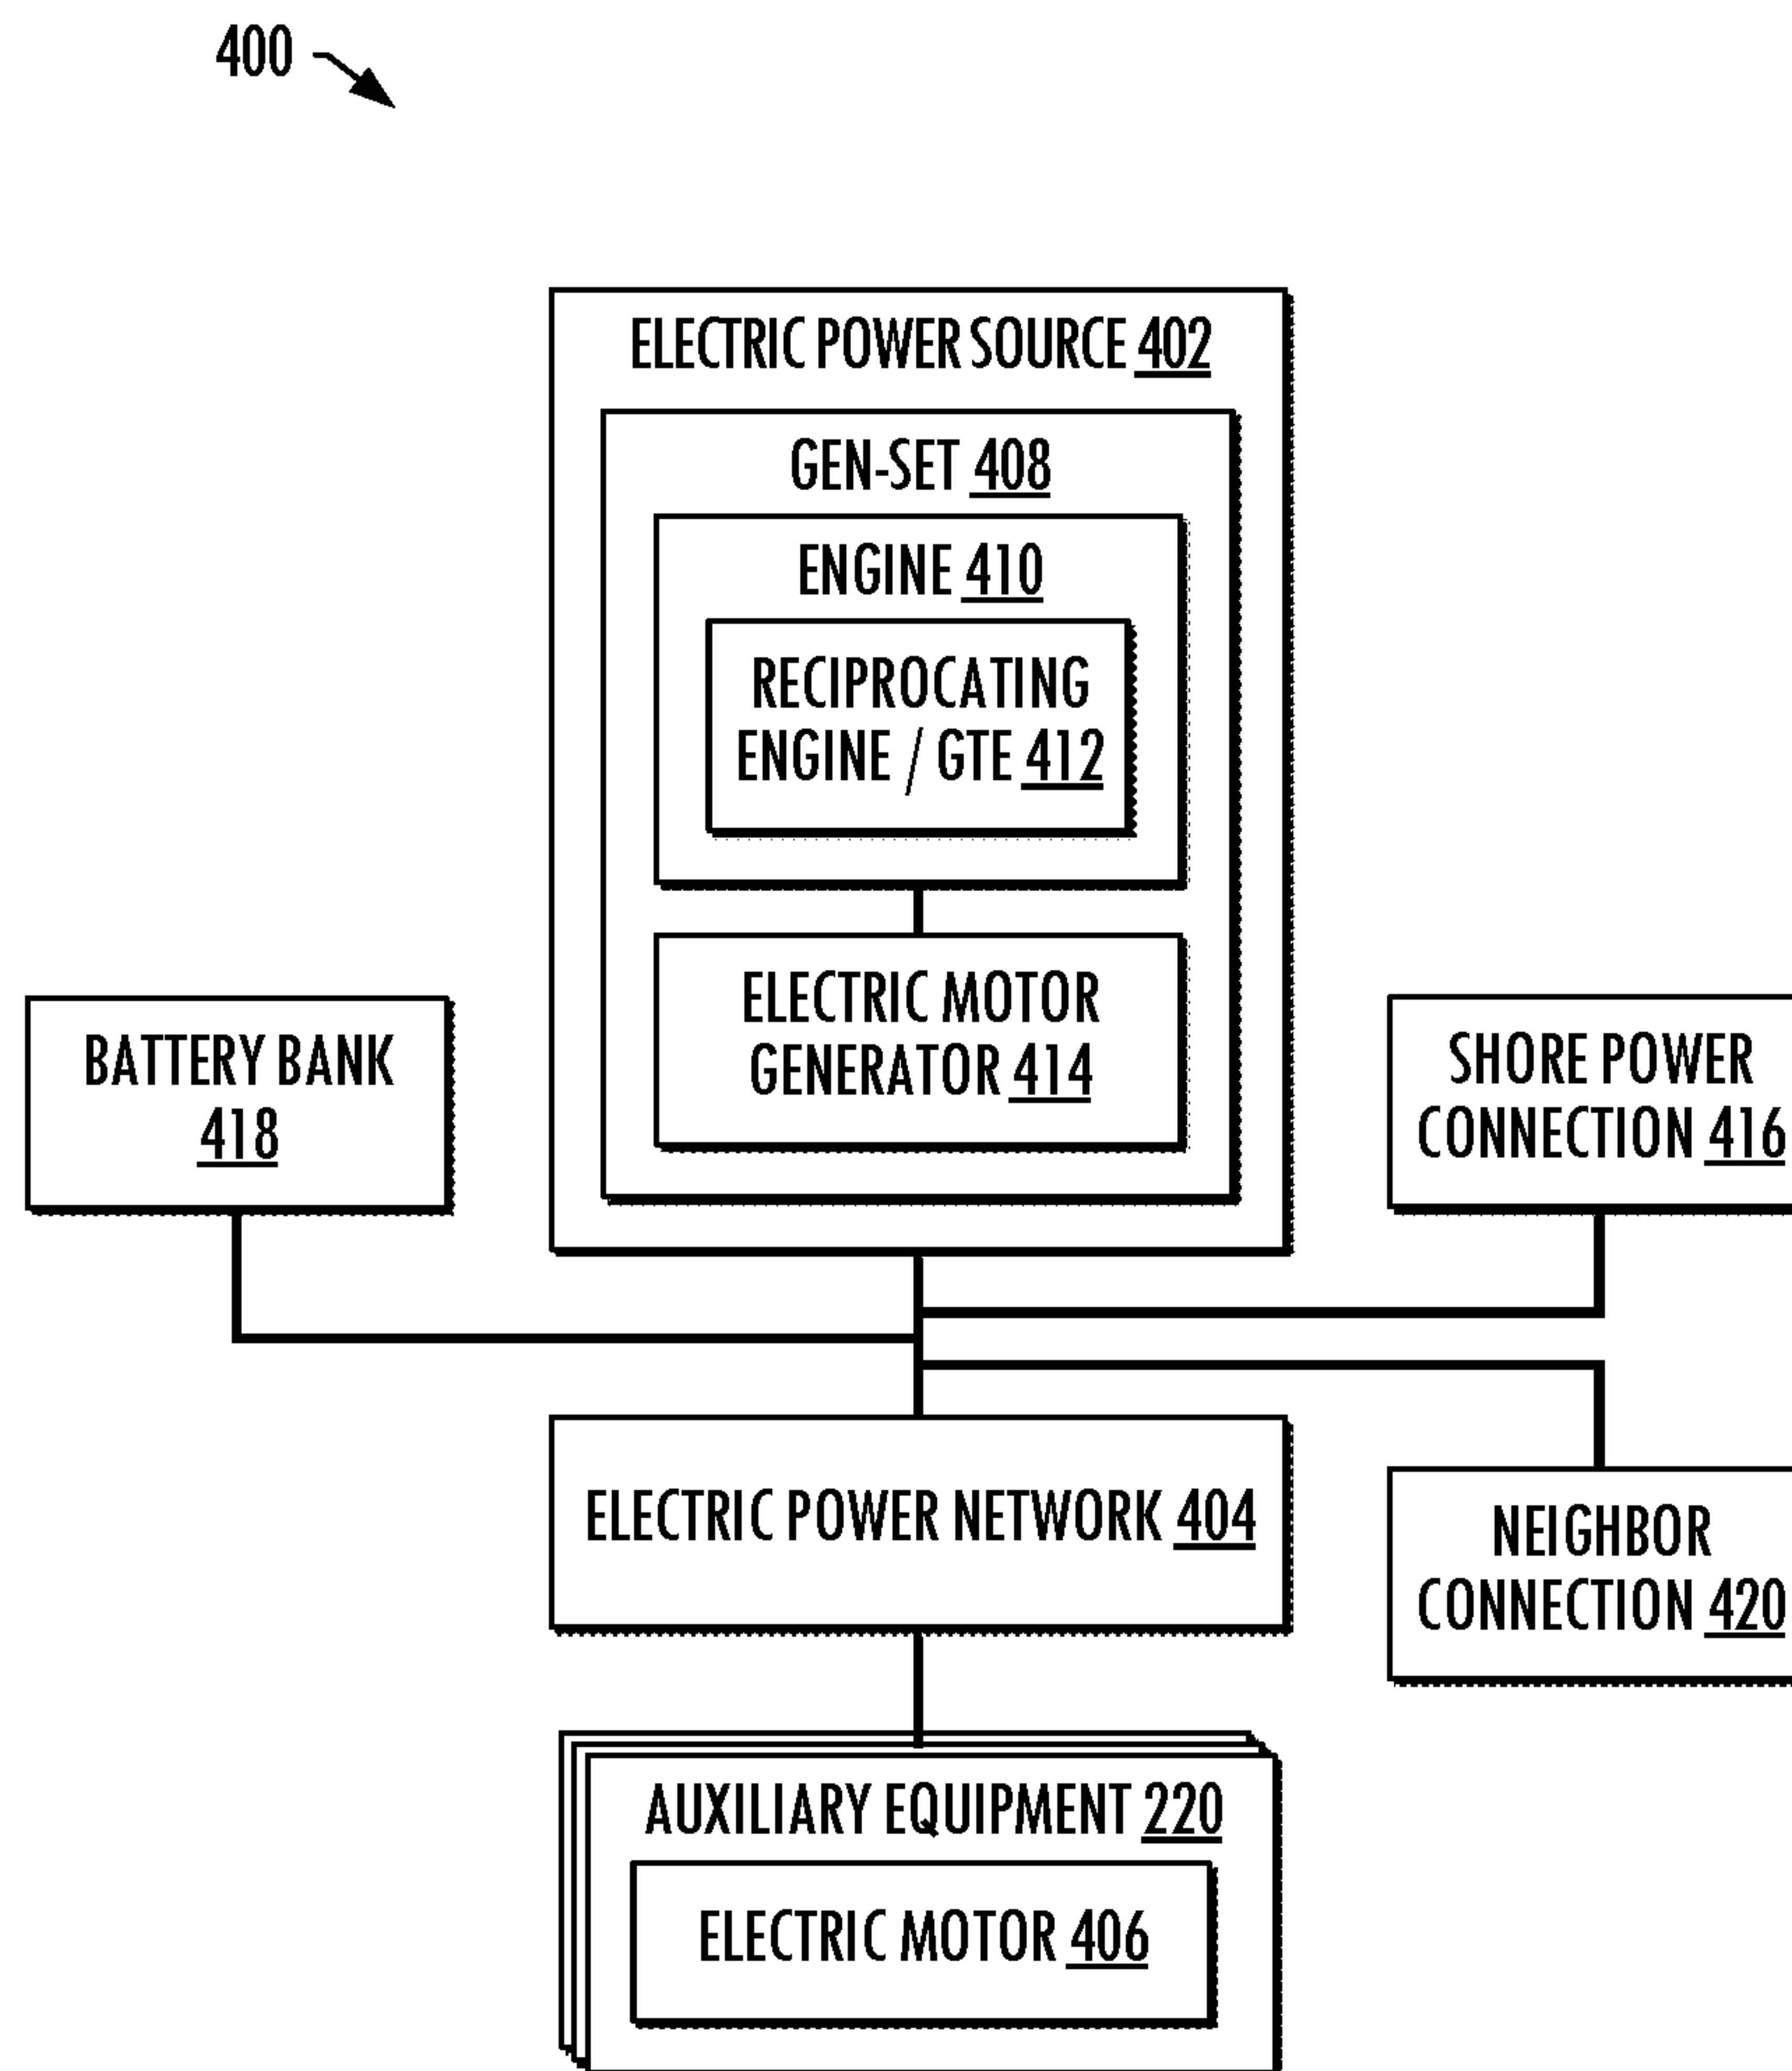 400
ELECTRIC POWER SOURCE 402
GEN-SET 408
ENGINE 410
RECIPROCATING
ENGINE / GTE 412
ELECTRIC MOTOR
GENERATOR 414
BATTERY BANK
418
SHORE POWER
CONNECTION 416
ELECTRIC POWER NETWORK 404
NEIGHBOR
CONNECTION 420
AUXILIARY EQUIPMENT 220
ELECTRIC MOTOR 406